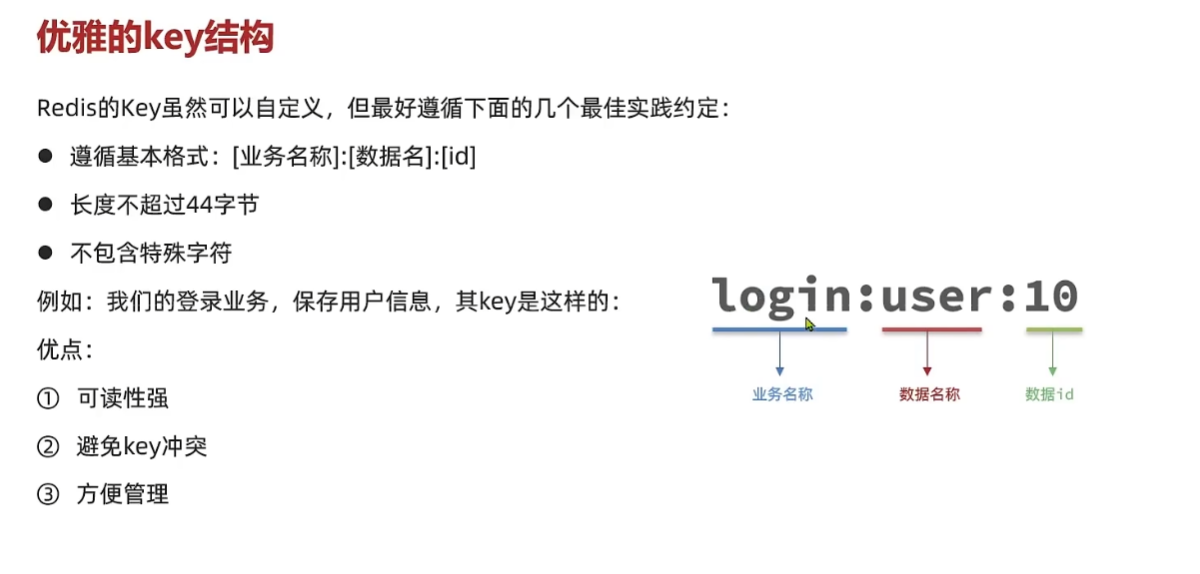 优雅的key结构
Redis的Key虽然可以自定义，但最好遵循下面的几个最佳实践约定：
● 遵循基本格式：[业务名称]:[数据名]:[id]
● 长度不超过44字节
● 不包含特殊字符
例如：我们的登录业务，保存用户信息，其key是这样的：
login:user:10
业务名称 数据名称 数据id
优点：
① 可读性强
② 避免key冲突
③ 方便管理